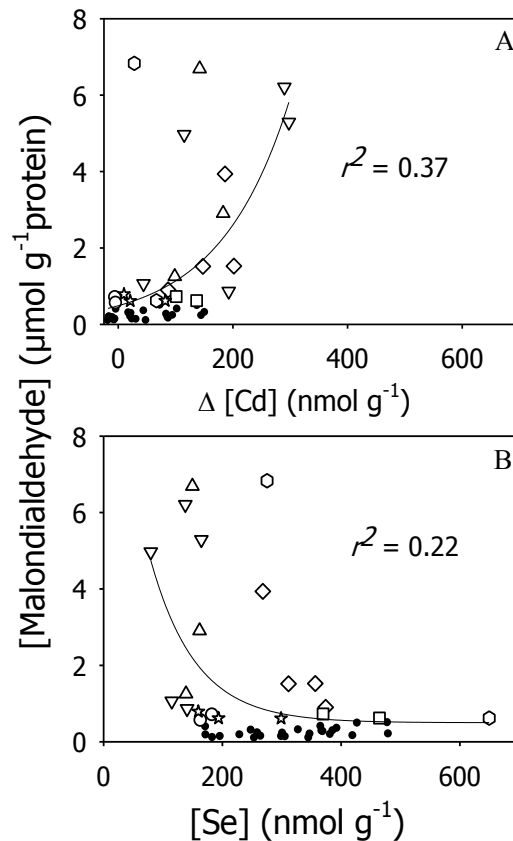 A
8
6
4
2
0
r² = 0.37
0 200 400 600
Δ [Cd] (nmol g⁻¹)
[Malondialdehyde] (µmol g⁻¹protein)
B
8
6
4
2
0
r² = 0.22
0 200 400 600
[Se] (nmol g⁻¹)